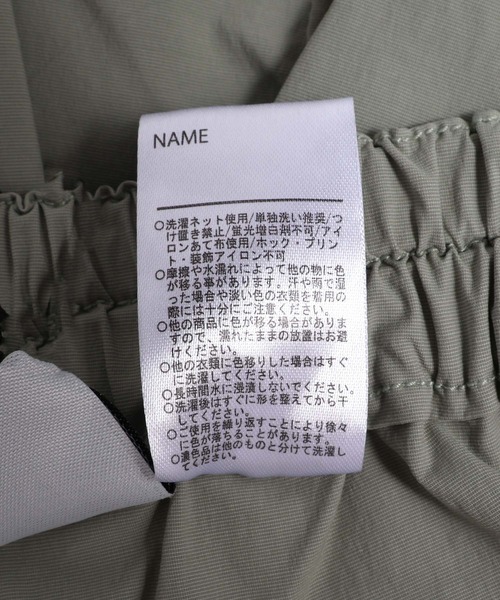 NAME
○洗濯ネット使用/単独洗い推奨/つ
け置き禁止/蛍光増白剤不可/アイ
ロンあて布使用/ホック・プリン
ト・装飾アイロン不可
○摩擦や水濡れによって他の物に色
が移る事があります。汗や雨で湿
った場合や淡い色の衣類を着用の
際には十分にご注意ください。
○他の商品に色が移る場合がありま
すので、濡れたままの放置はお避
けください。
○他の衣類に色移りした場合はすぐ
に洗濯してください。
○長時間水に浸漬しないでください。
○洗濯後はすぐに形を整えてから干
してください。
○ご使用を繰り返すことにより徐々
に色が落ちることがあります。
○濃色品は他のものと分けて洗濯し
てください。